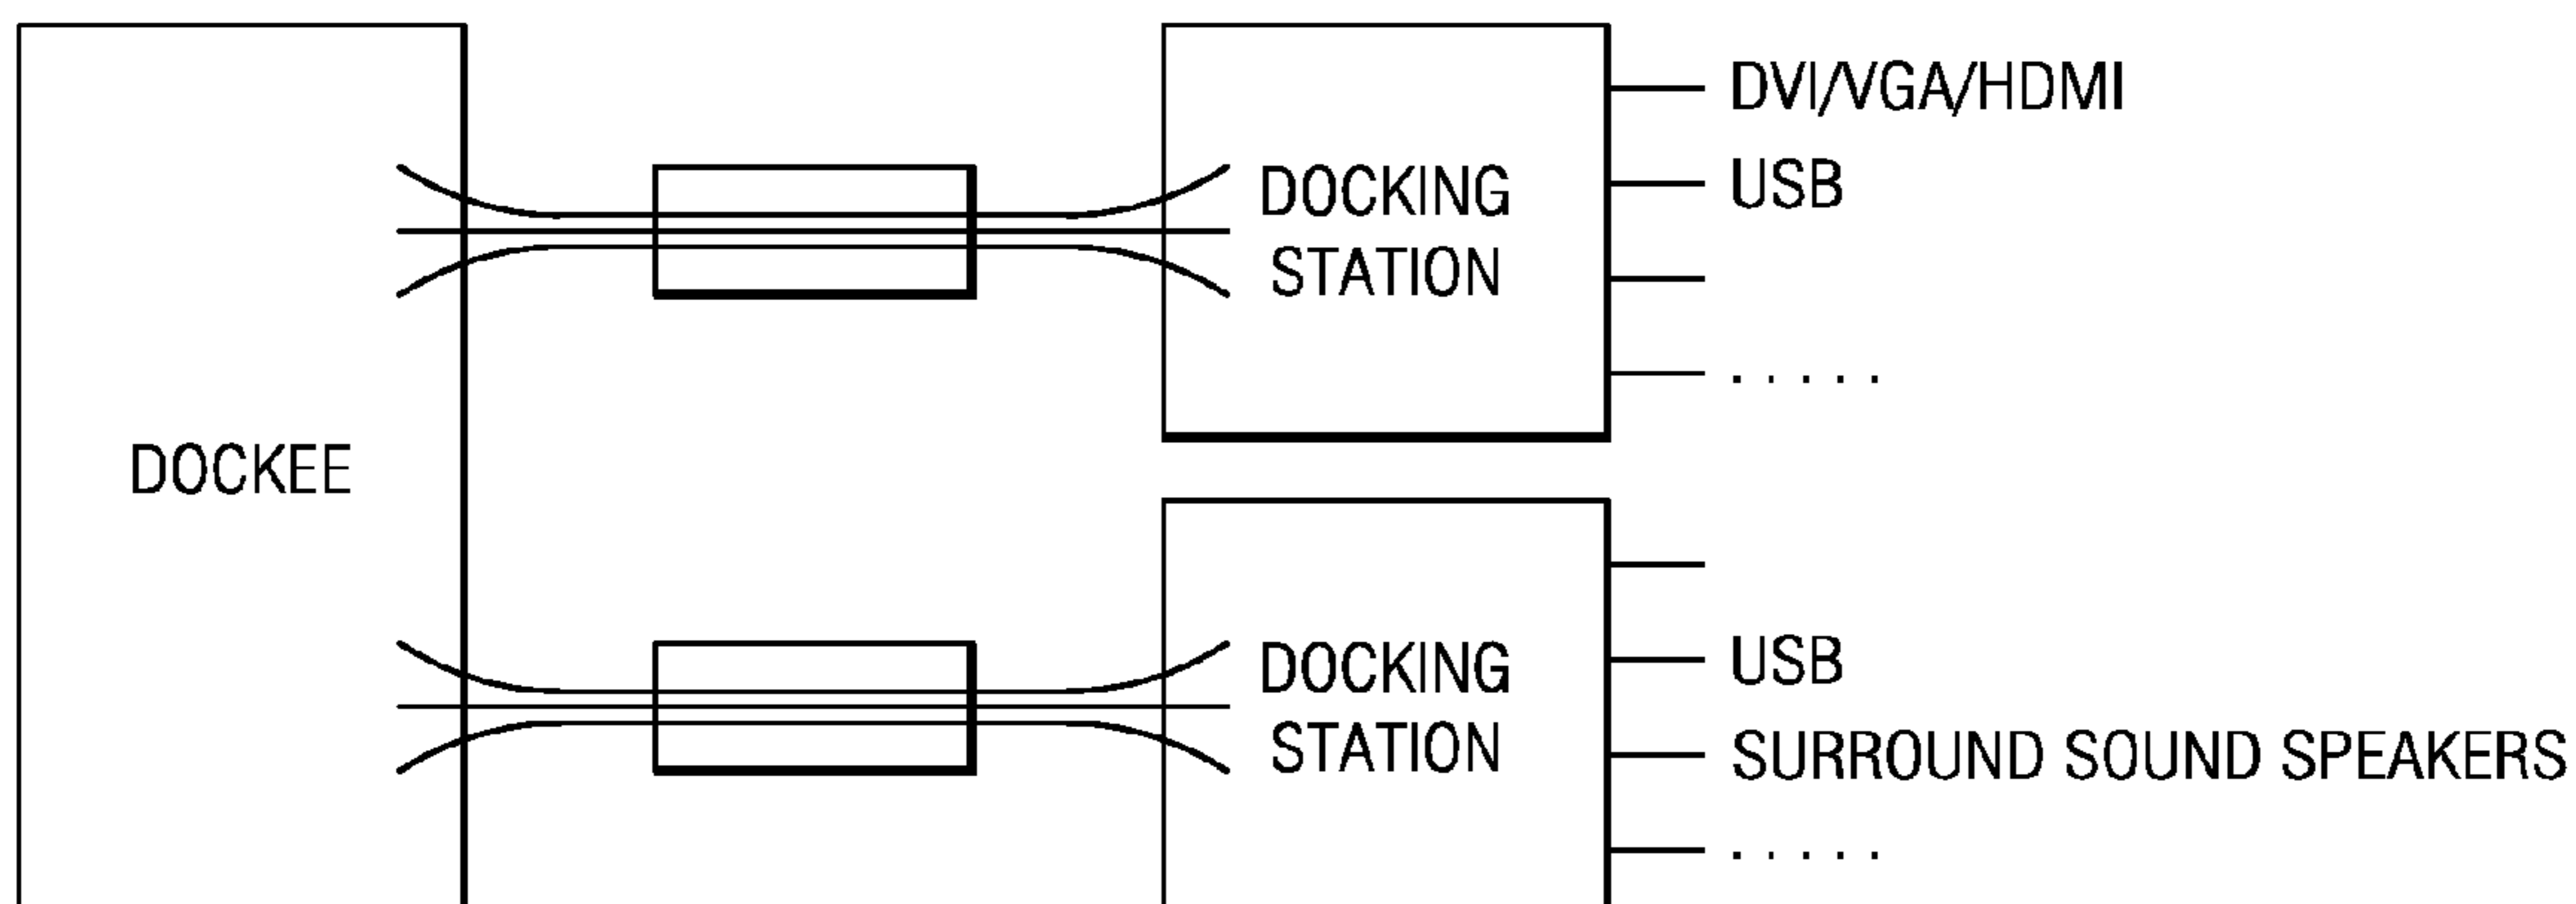 DOCKEE
DOCKING
STATION
DVI/VGA/HDMI
USB
. . . . .
DOCKING
STATION
USB
SURROUND SOUND SPEAKERS
. . . . .